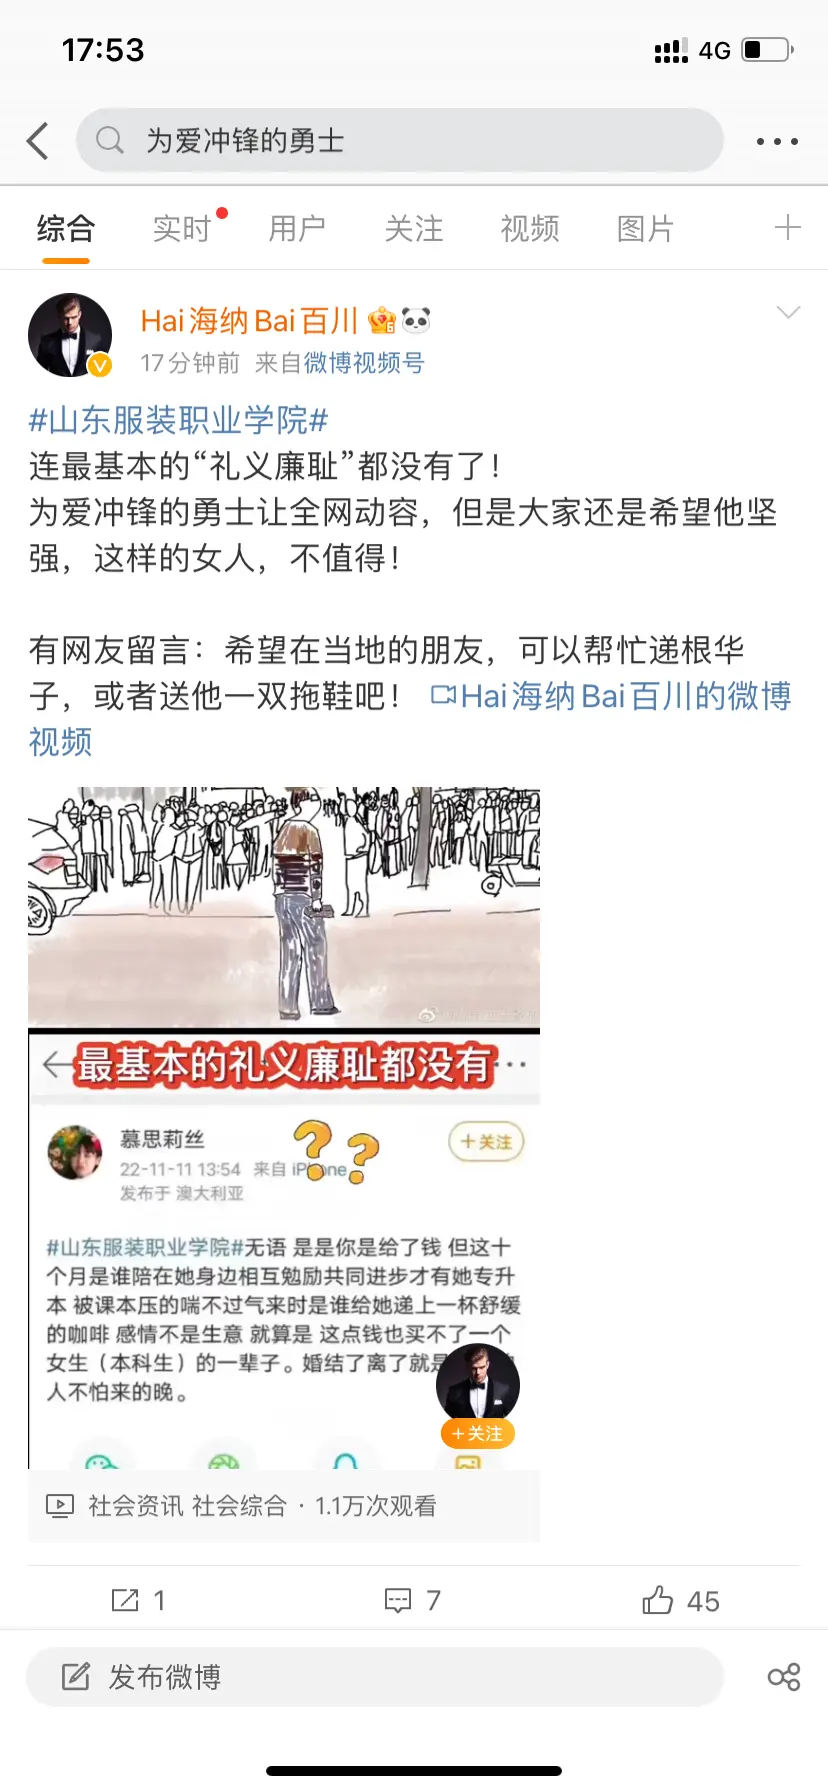 17:53
4G
为爱冲锋的勇士
综合 实时 用户 关注 视频 图片
Hai海纳Bai百川
17分钟前 来自微博视频号
#山东服装职业学院#
连最基本的“礼义廉耻”都没有了！
为爱冲锋的勇士让全网动容，但是大家还是希望他坚
强，这样的女人，不值得！
有网友留言：希望在当地的朋友，可以帮忙递根华
子，或者送他一双拖鞋吧！ Hai海纳Bai百川的微博
视频
最基本的礼义廉耻都没有
慕思莉丝
??
+关注
22-11-11 13:54 来自 iPhone
发布于 澳大利亚
#山东服装职业学院#无语 是是你是给了钱 但这十
个月是谁陪在她身边相互勉励共同进步才有她专升
本 被课本压的喘不过气来时是谁给她递上一杯舒缓
的咖啡 感情不是生意 就算是 这点钱也买不了一个
女生（本科生）的一辈子。婚结了离了就是
人不怕来的晚。
+关注
社会资讯 社会综合 · 1.1万次观看
1 7 45
发布微博